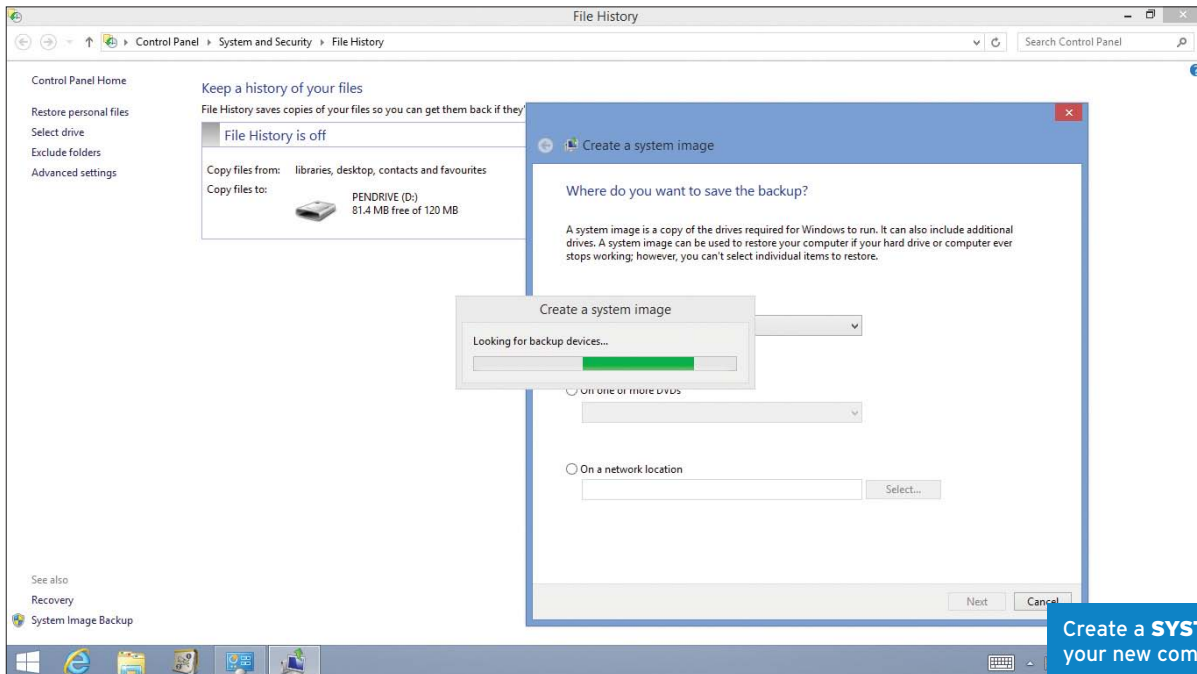 File History
Control Panel
System and Security
File History
Search Control Panel
Control Panel Home
Restore personal files
Select drive
Exclude folders
Advanced settings
Keep a history of your files
File History saves copies of your files so you can get them back if they'
File History is off
Copy files from: libraries, desktop, contacts and favourites
Copy files to:
PENDRIVE (D:)
81.4 MB free of 120 MB
Create a system image
Where do you want to save the backup?
A system image is a copy of the drives required for Windows to run. It can also include additional
drives. A system image can be used to restore your computer if your hard drive or computer ever
stops working; however, you can't select individual items to restore.
Create a system image
Looking for backup devices...
On one or more DVDs
On a network location
Select...
Next
Cancel
See also
Recovery
System Image Backup
Create a SYST
your new com